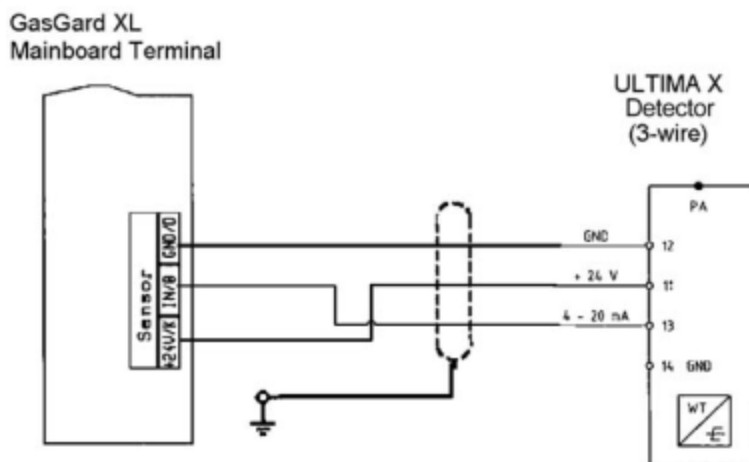 GasGard XL
Mainboard Terminal
ULTIMA X
Detector
(3-wire)
PA
Sensor
GND/D
IN/B
+24V/K
GND
12
+ 24 V
11
4 - 20 mA
13
14 GND
WT
E